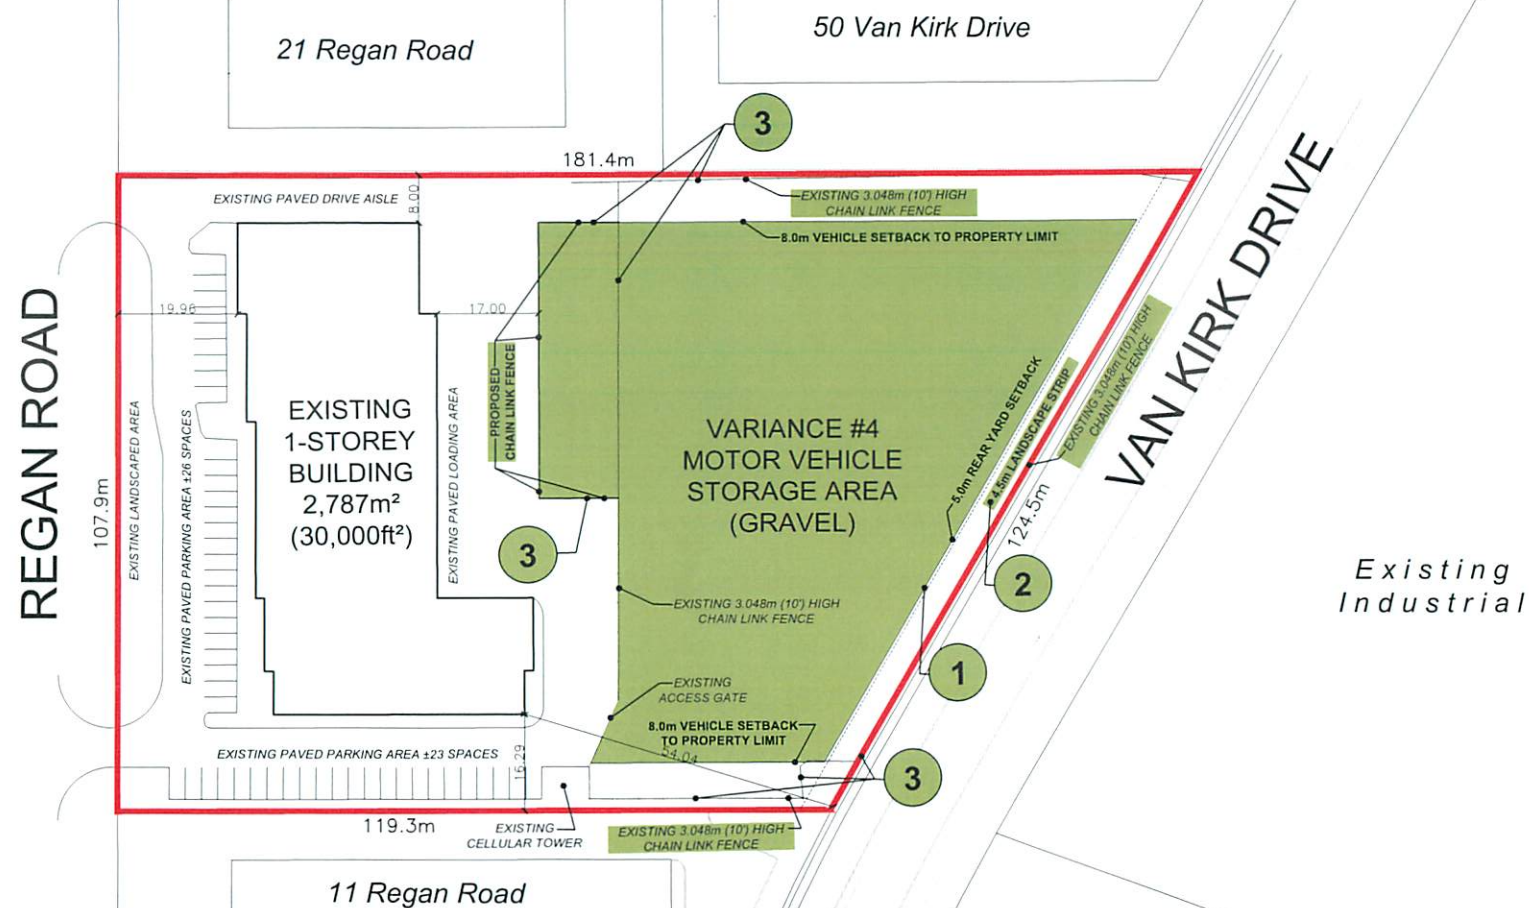 21 Regan Road
50 Van Kirk Drive
3
181.4m
EXISTING PAVED DRIVE AISLE
8.00
EXISTING 3.048m (10') HIGH
CHAIN LINK FENCE
8.0m VEHICLE SETBACK TO PROPERTY LIMIT
VAN KIRK DRIVE
REGAN ROAD
19.96
17.00
PROPOSED
CHAIN LINK FENCE
EXISTING 3.048m (10') HIGH
CHAIN LINK FENCE
5.0m REAR YARD SETBACK
4.5m LANDSCAPE STRIP
EXISTING LANDSCAPED AREA
EXISTING PAVED PARKING AREA ±26 SPACES
EXISTING
1-STOREY
BUILDING
2,787m²
(30,000ft²)
EXISTING PAVED LOADING AREA
VARIANCE #4
MOTOR VEHICLE
STORAGE AREA
(GRAVEL)
107.9m
124.5m
3
2
Existing
Industrial
EXISTING 3.048m (10') HIGH
CHAIN LINK FENCE
1
EXISTING
ACCESS GATE
8.0m VEHICLE SETBACK
TO PROPERTY LIMIT
54.04
EXISTING PAVED PARKING AREA ±23 SPACES
16.29
3
119.3m
EXISTING
CELLULAR TOWER
EXISTING 3.048m (10') HIGH
CHAIN LINK FENCE
11 Regan Road